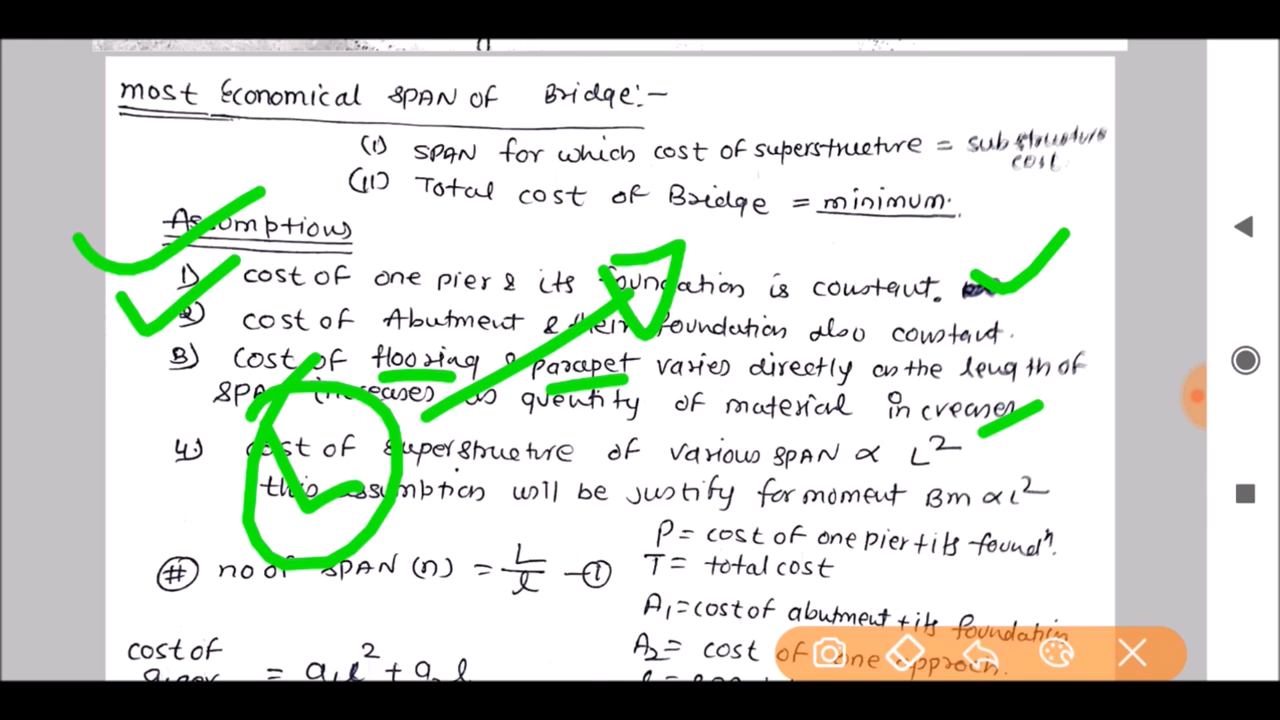 most Economical SPAN OF Bridge:-
(i) SPAN for which cost of superstructure = substructure
cost
(ii) Total cost of Bridge = minimum.
Assumptions
1) cost of one pier & its foundation is constant.
2) cost of Abutment & their foundation also constant.
3) cost of flooring & parapet varies directly as the length of
SPAN increases as quentity of material increases
4) cost of superstructure of various SPAN ∝ L²
this assumption will be justify for moment Bm ∝ L²
P = cost of one pier + its foundⁿ.
# no of SPAN (n) = L/l —①
T = total cost
A₁ = cost of abutment + its foundation
cost of
A₂ = cost of one approch.
= a₁l² + a₂l